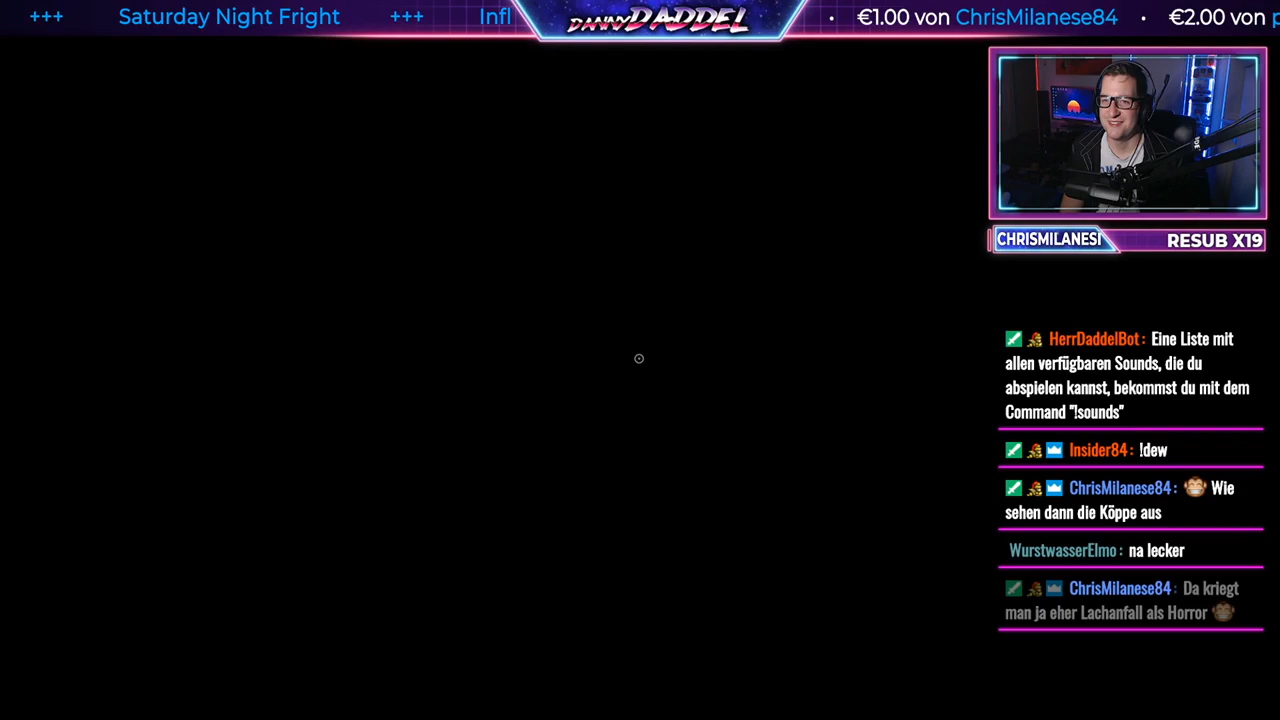 +++ Saturday Night Fright +++ Infl
DANNYDADDEL
• €1.00 von ChrisMilanese84 • €2.00 von
CHRISMILANESI RESUB X19
HerrDaddelBot: Eine Liste mit
allen verfügbaren Sounds, die du
abspielen kannst, bekommst du mit dem
Command "!sounds"
Insider84: !dew
ChrisMilanese84: Wie
sehen dann die Köppe aus
WurstwasserElmo: na lecker
ChrisMilanese84: Da kriegt
man ja eher Lachanfall als Horror